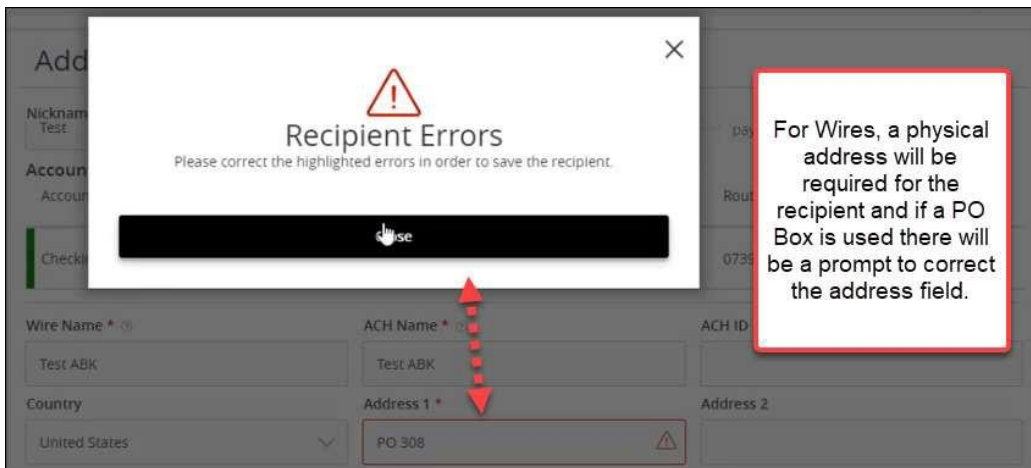 Add
Recipient Errors
Please correct the highlighted errors in order to save the recipient.
Nicknam
Test
pay
Accoun
Accoun
Rout
Checki
0739
For Wires, a physical
address will be
required for the
recipient and if a PO
Box is used there will
be a prompt to correct
the address field.
Wire Name *
ACH Name *
ACH ID
Test ABK
Test ABK
Country
Address 1 *
Address 2
United States
PO 308